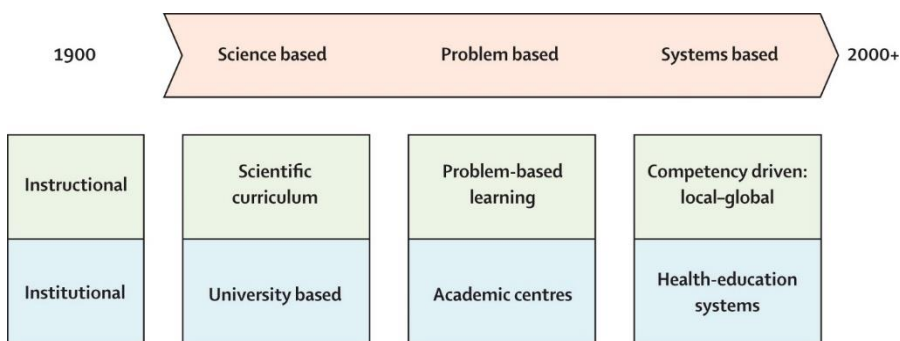 1900
Science based
Problem based
Systems based
2000+
Instructional
Scientific
curriculum
Problem-based
learning
Competency driven:
local–global
Institutional
University based
Academic centres
Health-education
systems